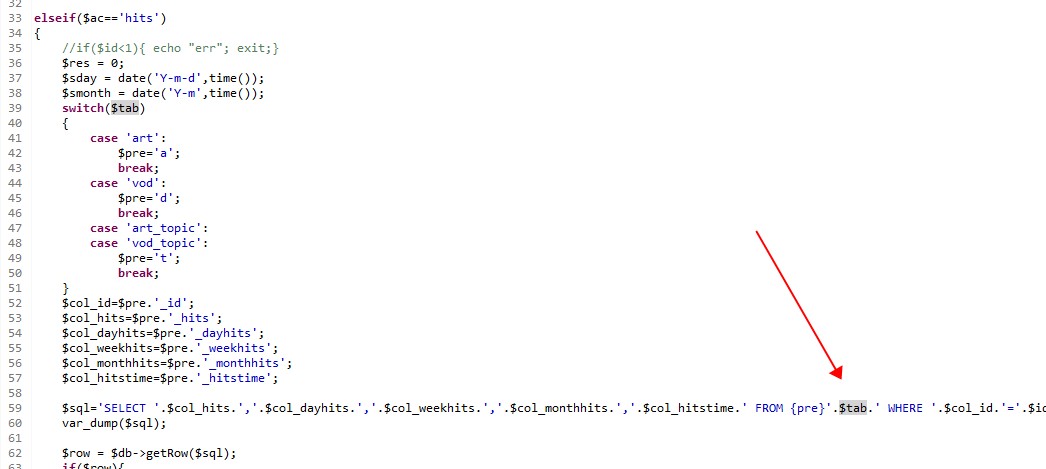 32
33 elseif($ac=='hits')
34 {
35     //if($id<1){ echo "err"; exit;}
36     $res = 0;
37     $sday = date('Y-m-d',time());
38     $smonth = date('Y-m',time());
39     switch($tab)
40     {
41         case 'art':
42             $pre='a';
43             break;
44         case 'vod':
45             $pre='d';
46             break;
47         case 'art_topic':
48         case 'vod_topic':
49             $pre='t';
50             break;
51     }
52     $col_id=$pre.'_id';
53     $col_hits=$pre.'_hits';
54     $col_dayhits=$pre.'_dayhits';
55     $col_weekhits=$pre.'_weekhits';
56     $col_monthhits=$pre.'_monthhits';
57     $col_hitstime=$pre.'_hitstime';
58
59     $sql='SELECT '.$col_hits.','.$col_dayhits.','.$col_weekhits.','.$col_monthhits.','.$col_hitstime.' FROM {pre}'.$tab.' WHERE '.$col_id.'='.$id
60     var_dump($sql);
61
62     $row = $db->getRow($sql);
63     if($row){